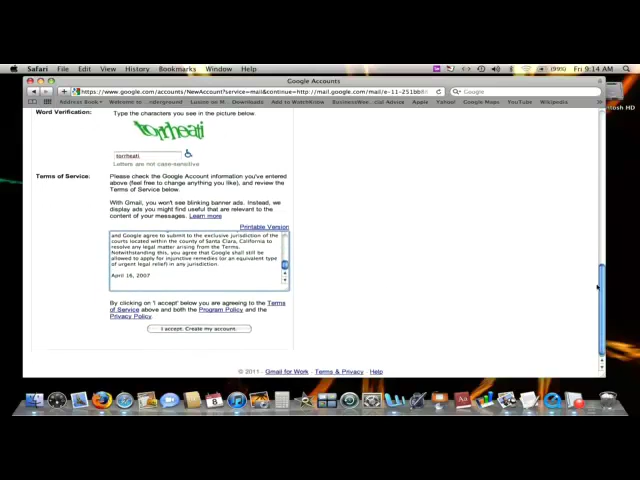 Safari File Edit View History Bookmarks Window Help (99%) Fri 9:14 AM
Google Accounts
https://www.google.com/accounts/NewAccount?service=mail&continue=http://mail.google.com/mail/e-11-251bb8
Google
Address Book Welcome to Downloads Add to WatchKnow Apple Yahoo! Google Maps YouTube Wikipedia
Word Verification: Type the characters you see in the picture below.
torrheati
torrheati
Letters are not case-sensitive
Terms of Service: Please check the Google Account information you've entered
above (feel free to change anything you like), and review the
Terms of Service below.
With Gmail, you won't see blinking banner ads. Instead, we
display ads you might find useful that are relevant to the
content of your messages. Learn more
Printable Version
and Google agree to submit to the exclusive jurisdiction of the
courts located within the county of Santa Clara, California to
resolve any legal matter arising from the Terms.
Notwithstanding this, you agree that Google shall still be
allowed to apply for injunctive remedies (or an equivalent type
of urgent legal relief) in any jurisdiction.
April 16, 2007
By clicking on 'I accept' below you are agreeing to the Terms
of Service above and both the Program Policy and the
Privacy Policy.
I accept. Create my account.
© 2011 - Gmail for Work - Terms & Privacy - Help